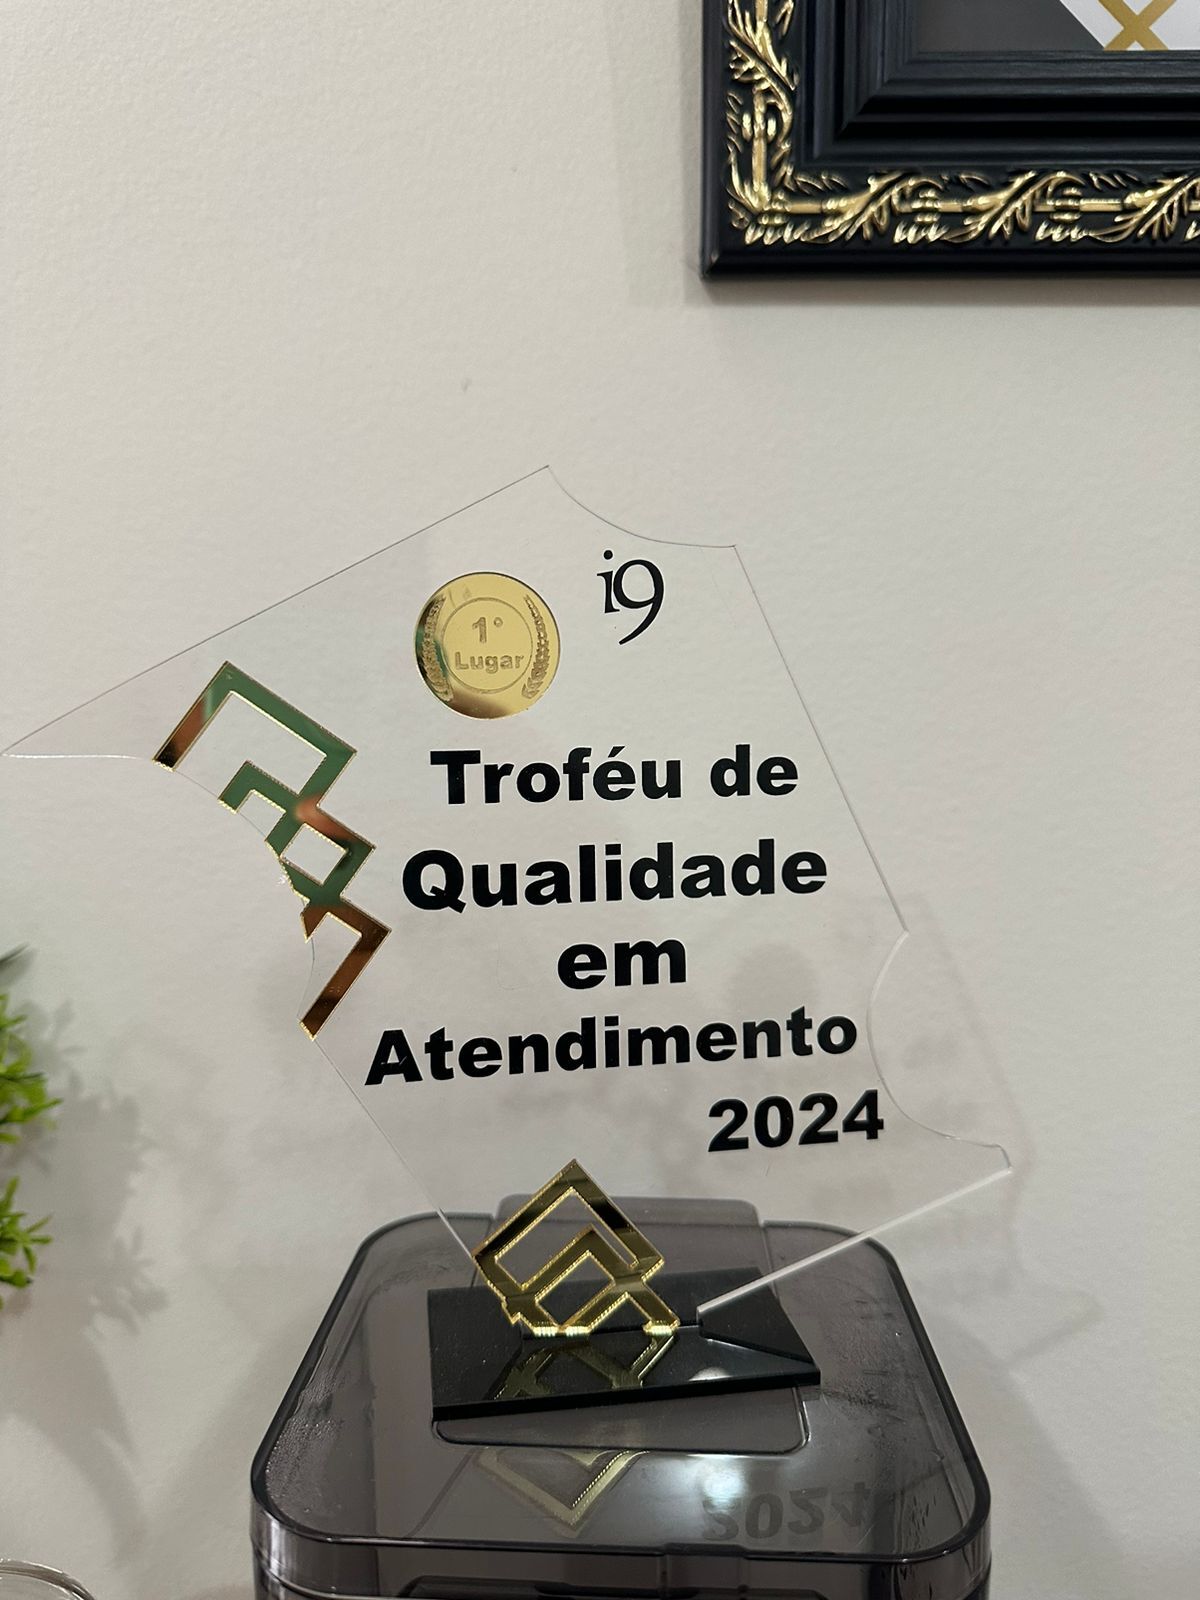 i9
1°
Lugar
Troféu de
Qualidade
em
Atendimento
2024